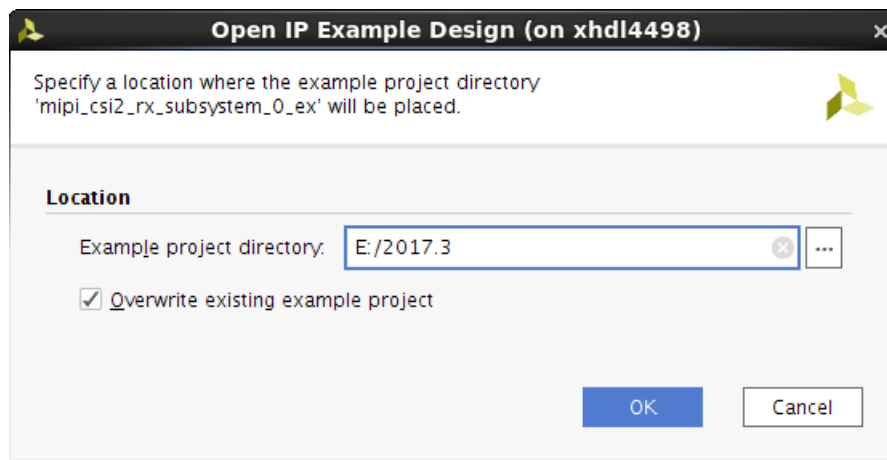 Open IP Example Design (on xhdl4498)
Specify a location where the example project directory
'mipi_csi2_rx_subsystem_0_ex' will be placed.
Location
Example project directory: E:/2017.3 ...
Overwrite existing example project
OK Cancel